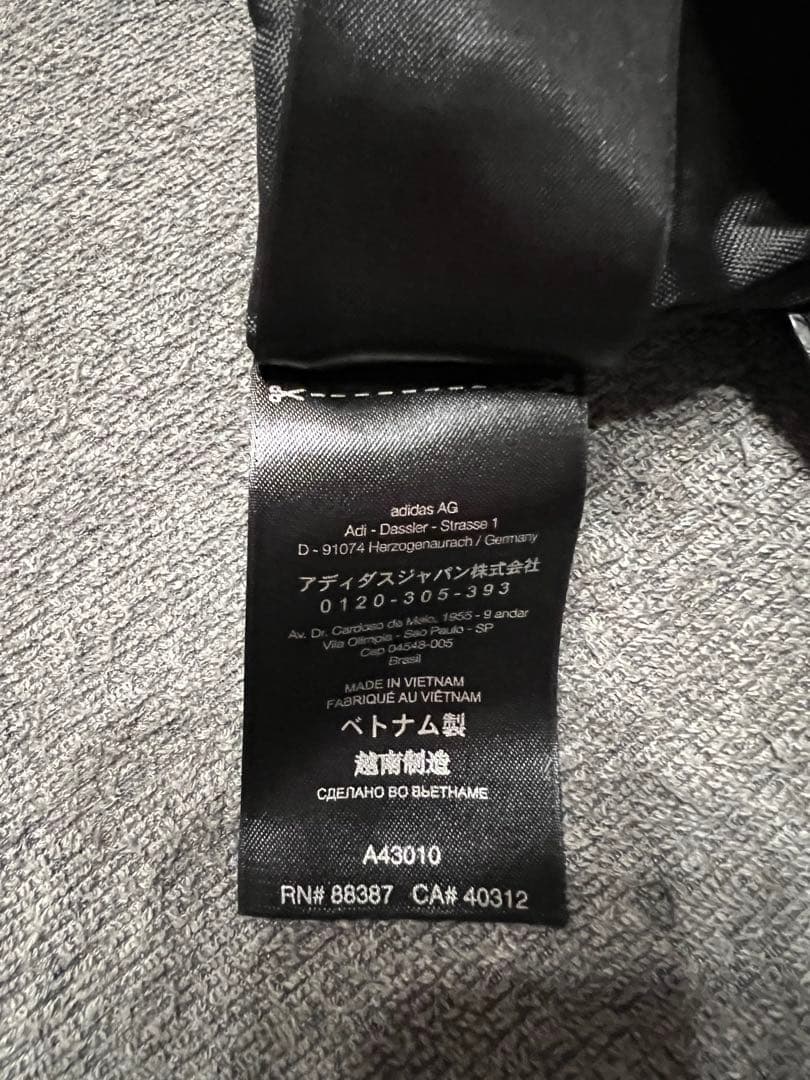 adidas AG
Adi - Dassler - Strasse 1
D - 91074 Herzogenaurach / Germany
アディダスジャパン株式会社
0120-305-393
Av. Dr. Cardoso de Melo, 1955 - 9 andar
Vila Olimpia - Sao Paulo - SP
Cep 04548-005
Brasil
MADE IN VIETNAM
FABRIQUÉ AU VIÊTNAM
ベトナム製
越南制造
СДЕЛАНО ВО ВЬЕТНАМЕ
A43010
RN# 88387 CA# 40312